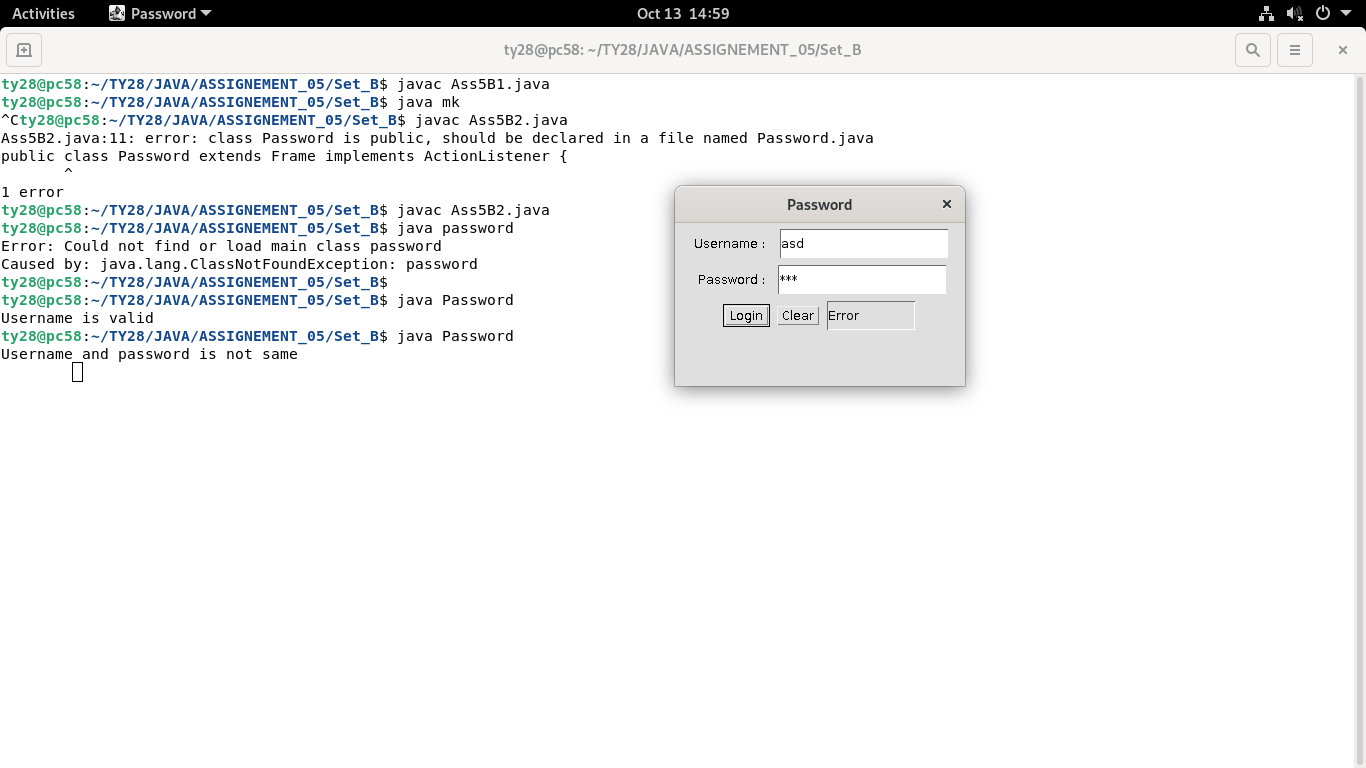 Activities Password Oct 13 14:59
ty28@pc58: ~/TY28/JAVA/ASSIGNEMENT_05/Set_B
ty28@pc58:~/TY28/JAVA/ASSIGNEMENT_05/Set_B$ javac Ass5B1.java
ty28@pc58:~/TY28/JAVA/ASSIGNEMENT_05/Set_B$ java mk
^Cty28@pc58:~/TY28/JAVA/ASSIGNEMENT_05/Set_B$ javac Ass5B2.java
Ass5B2.java:11: error: class Password is public, should be declared in a file named Password.java
public class Password extends Frame implements ActionListener {
^
1 error
ty28@pc58:~/TY28/JAVA/ASSIGNEMENT_05/Set_B$ javac Ass5B2.java
ty28@pc58:~/TY28/JAVA/ASSIGNEMENT_05/Set_B$ java password
Error: Could not find or load main class password
Caused by: java.lang.ClassNotFoundException: password
ty28@pc58:~/TY28/JAVA/ASSIGNEMENT_05/Set_B$
ty28@pc58:~/TY28/JAVA/ASSIGNEMENT_05/Set_B$ java Password
Username is valid
ty28@pc58:~/TY28/JAVA/ASSIGNEMENT_05/Set_B$ java Password
Username and password is not same
Password
Username : asd
Password : ***
Login Clear Error